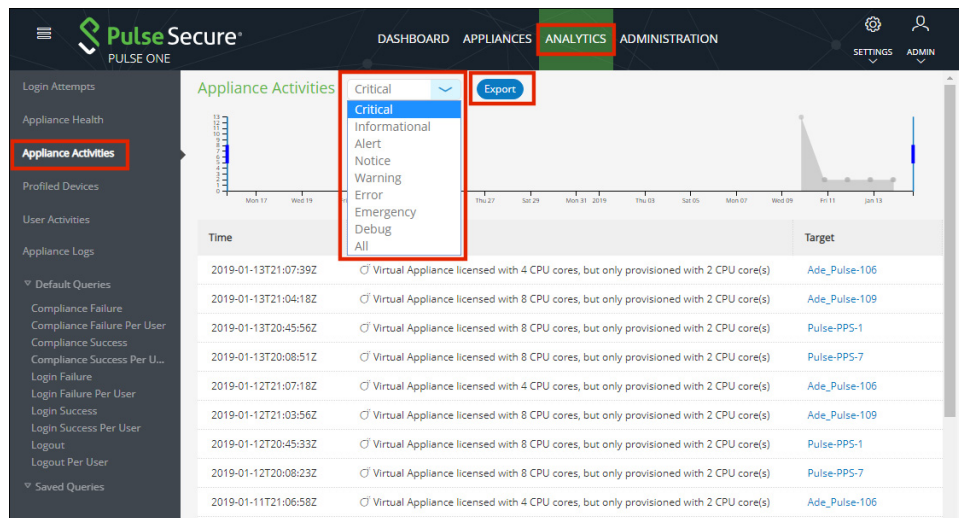 Pulse Secure®
PULSE ONE
DASHBOARD APPLIANCES ANALYTICS ADMINISTRATION
SETTINGS ADMIN
Login Attempts
Appliance Health
Appliance Activities
Profiled Devices
User Activities
Appliance Logs
Default Queries
Compliance Failure
Compliance Failure Per User
Compliance Success
Compliance Success Per U...
Login Failure
Login Failure Per User
Login Success
Login Success Per User
Logout
Logout Per User
Saved Queries
Appliance Activities Critical Export
Critical
Informational
Alert
Notice
Warning
Error
Emergency
Debug
All
Mon 17 Wed 19 Thu 27 Sat 29 Mon 31 2019 Thu 03 Sat 05 Mon 07 Wed 09 Fri 11 Jan 13
Time Target
2019-01-13T21:07:39Z Virtual Appliance licensed with 4 CPU cores, but only provisioned with 2 CPU core(s) Ade_Pulse-106
2019-01-13T21:04:18Z Virtual Appliance licensed with 8 CPU cores, but only provisioned with 2 CPU core(s) Ade_Pulse-109
2019-01-13T20:45:56Z Virtual Appliance licensed with 8 CPU cores, but only provisioned with 2 CPU core(s) Pulse-PPS-1
2019-01-13T20:08:51Z Virtual Appliance licensed with 8 CPU cores, but only provisioned with 2 CPU core(s) Pulse-PPS-7
2019-01-12T21:07:18Z Virtual Appliance licensed with 4 CPU cores, but only provisioned with 2 CPU core(s) Ade_Pulse-106
2019-01-12T21:03:56Z Virtual Appliance licensed with 8 CPU cores, but only provisioned with 2 CPU core(s) Ade_Pulse-109
2019-01-12T20:45:33Z Virtual Appliance licensed with 8 CPU cores, but only provisioned with 2 CPU core(s) Pulse-PPS-1
2019-01-12T20:08:23Z Virtual Appliance licensed with 8 CPU cores, but only provisioned with 2 CPU core(s) Pulse-PPS-7
2019-01-11T21:06:58Z Virtual Appliance licensed with 4 CPU cores, but only provisioned with 2 CPU core(s) Ade_Pulse-106